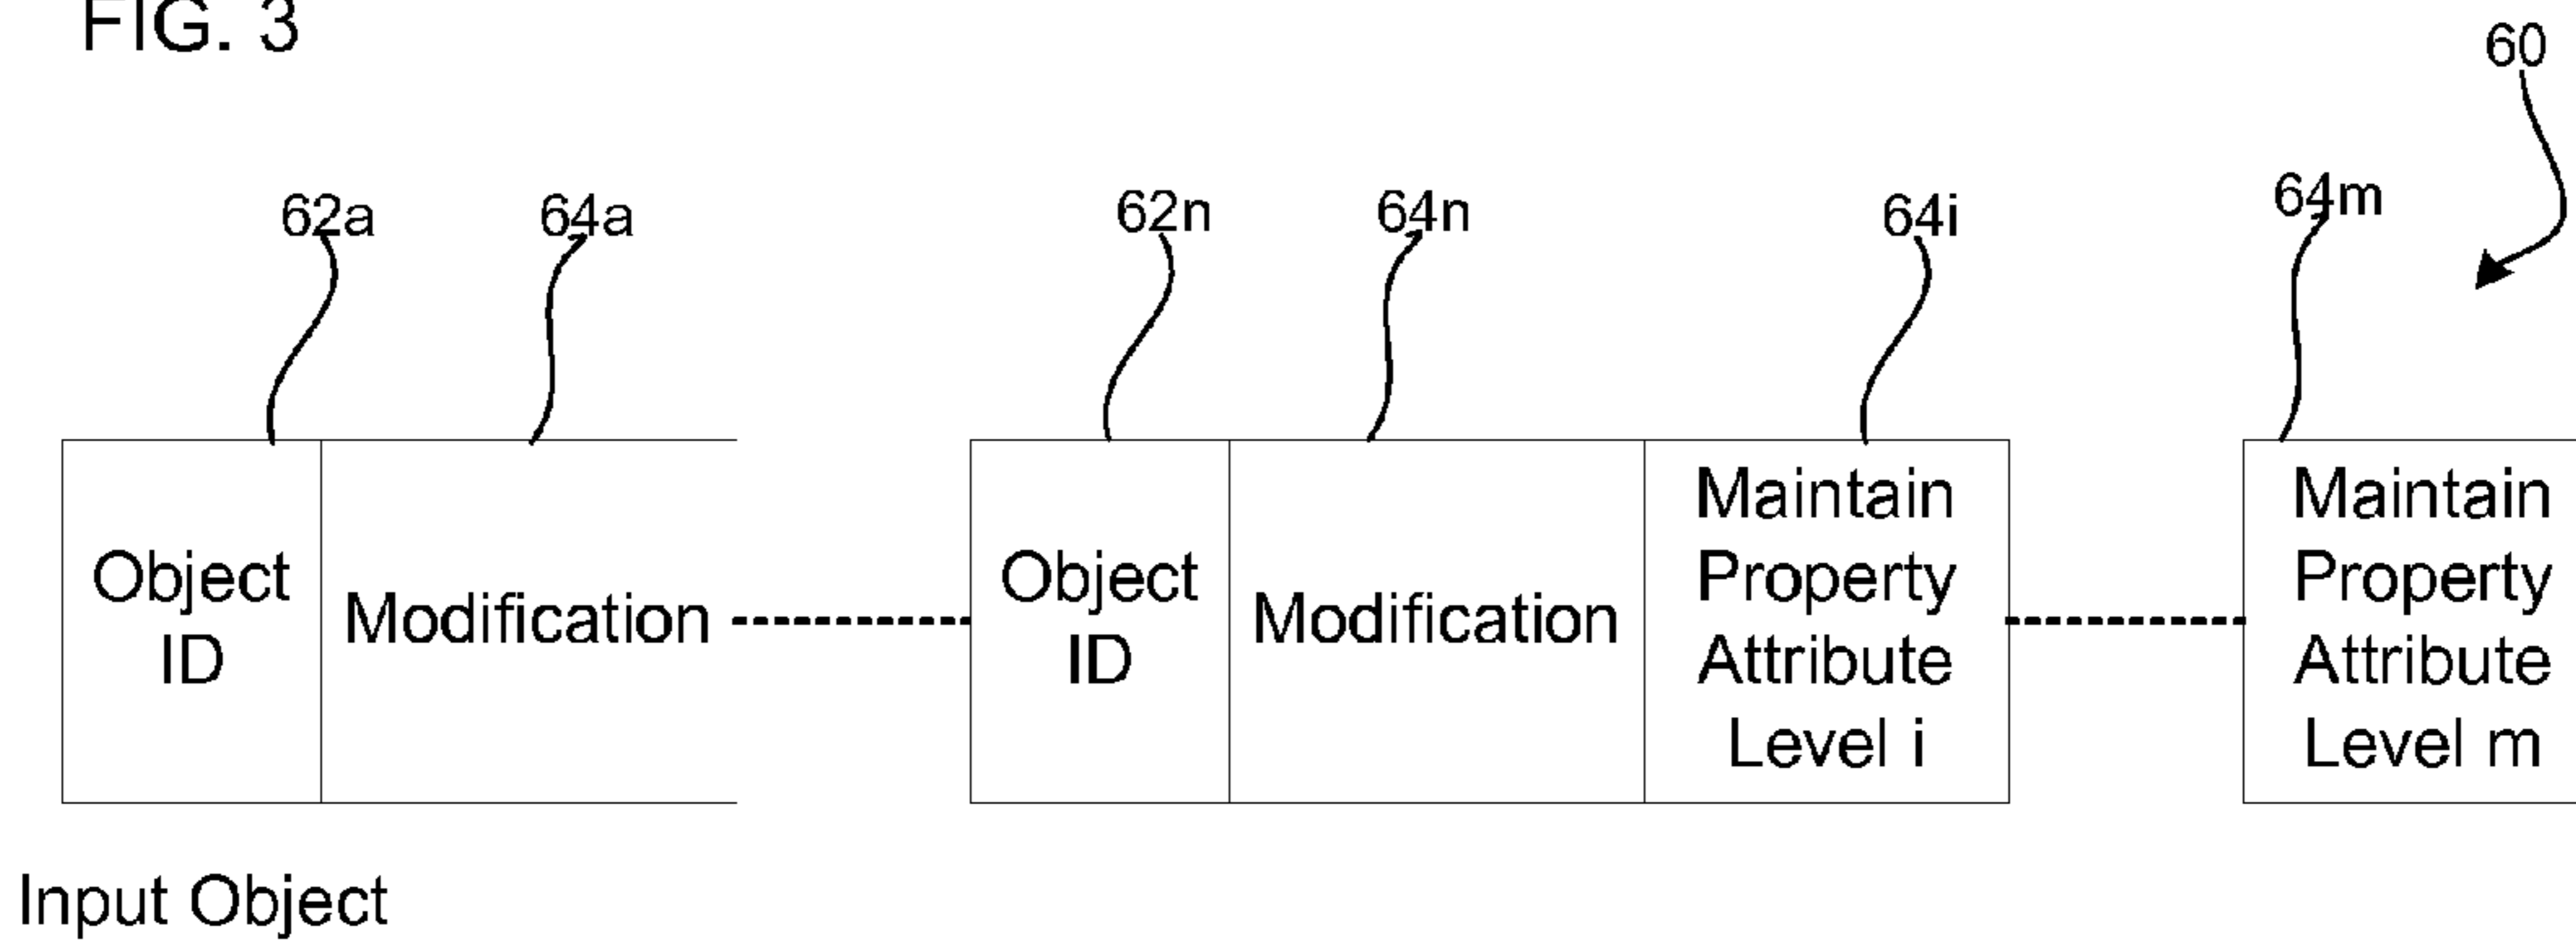 FIG. 3
60
62a
64a
62n
64n
64i
64m
Object
ID
Modification
Object
ID
Modification
Maintain
Property
Attribute
Level i
Maintain
Property
Attribute
Level m
Input Object